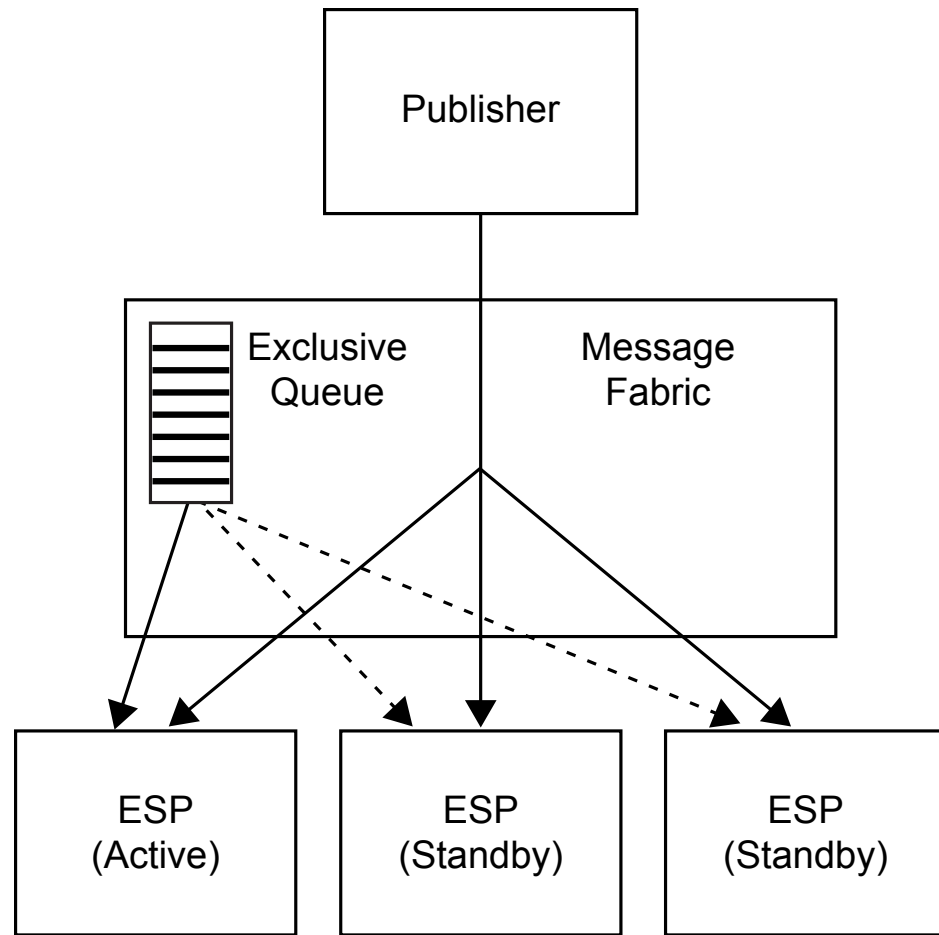 Publisher
Exclusive
Queue
Message
Fabric
ESP
(Active)
ESP
(Standby)
ESP
(Standby)